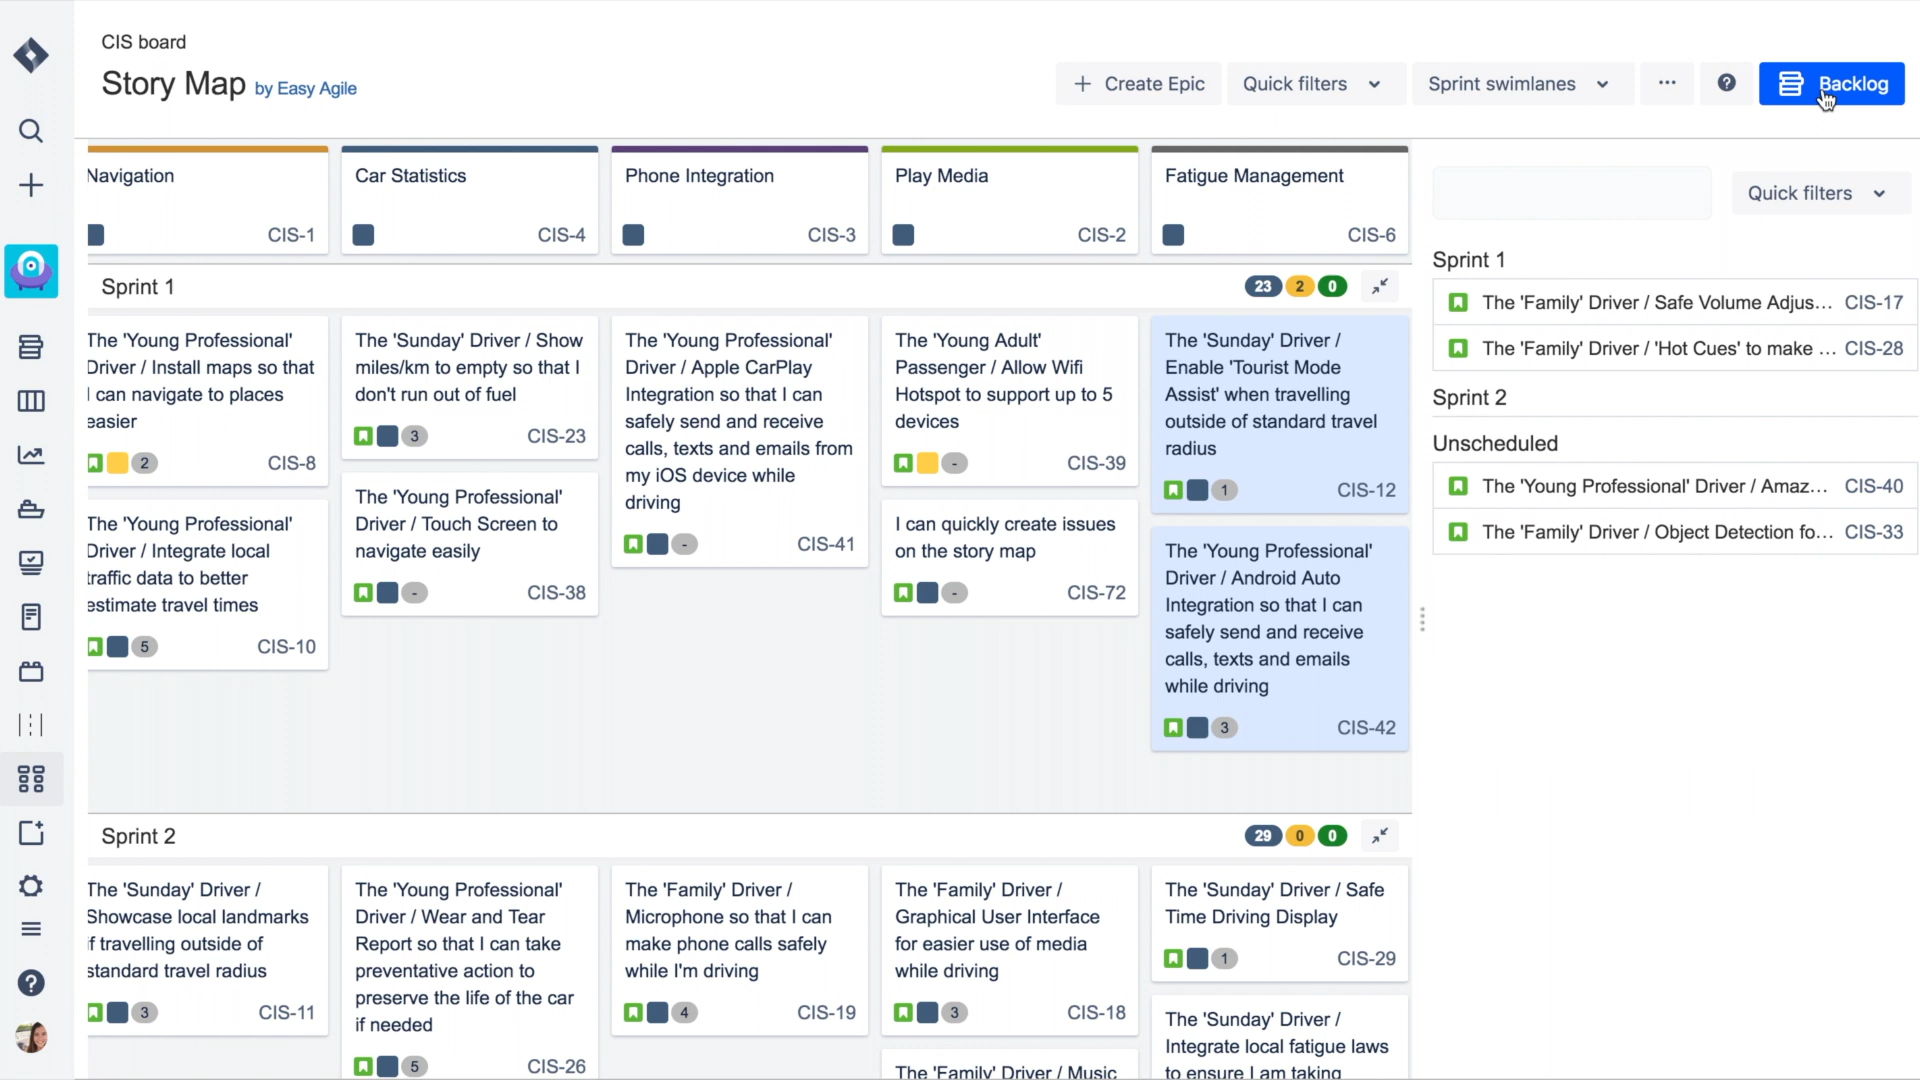 CIS board
Story Map by Easy Agile
Create Epic
Quick filters
Sprint swimlanes
Backlog
Navigation
CIS-1
Car Statistics
CIS-4
Phone Integration
CIS-3
Play Media
CIS-2
Fatigue Management
CIS-6
Sprint 1
23 2 0
The 'Young Professional'
Driver / Install maps so that
I can navigate to places
easier
2 CIS-8
The 'Young Professional'
Driver / Integrate local
traffic data to better
estimate travel times
5 CIS-10
The 'Sunday' Driver / Show
miles/km to empty so that I
don't run out of fuel
3 CIS-23
The 'Young Professional'
Driver / Touch Screen to
navigate easily
- CIS-38
The 'Young Professional'
Driver / Apple CarPlay
Integration so that I can
safely send and receive
calls, texts and emails from
my iOS device while
driving
- CIS-41
The 'Young Adult'
Passenger / Allow Wifi
Hotspot to support up to 5
devices
- CIS-39
I can quickly create issues
on the story map
- CIS-72
The 'Sunday' Driver /
Enable 'Tourist Mode
Assist' when travelling
outside of standard travel
radius
1 CIS-12
The 'Young Professional'
Driver / Android Auto
Integration so that I can
safely send and receive
calls, texts and emails
while driving
3 CIS-42
Sprint 2
29 0 0
The 'Sunday' Driver /
Showcase local landmarks
if travelling outside of
standard travel radius
3 CIS-11
The 'Young Professional'
Driver / Wear and Tear
Report so that I can take
preventative action to
preserve the life of the car
if needed
5 CIS-26
The 'Family' Driver /
Microphone so that I can
make phone calls safely
while I'm driving
4 CIS-19
The 'Family' Driver /
Graphical User Interface
for easier use of media
while driving
3 CIS-18
The 'Family' Driver / Music
The 'Sunday' Driver / Safe
Time Driving Display
1 CIS-29
The 'Sunday' Driver /
Integrate local fatigue laws
to ensure I am taking
Quick filters
Sprint 1
The 'Family' Driver / Safe Volume Adjus... CIS-17
The 'Family' Driver / 'Hot Cues' to make ... CIS-28
Sprint 2
Unscheduled
The 'Young Professional' Driver / Amaz... CIS-40
The 'Family' Driver / Object Detection fo... CIS-33